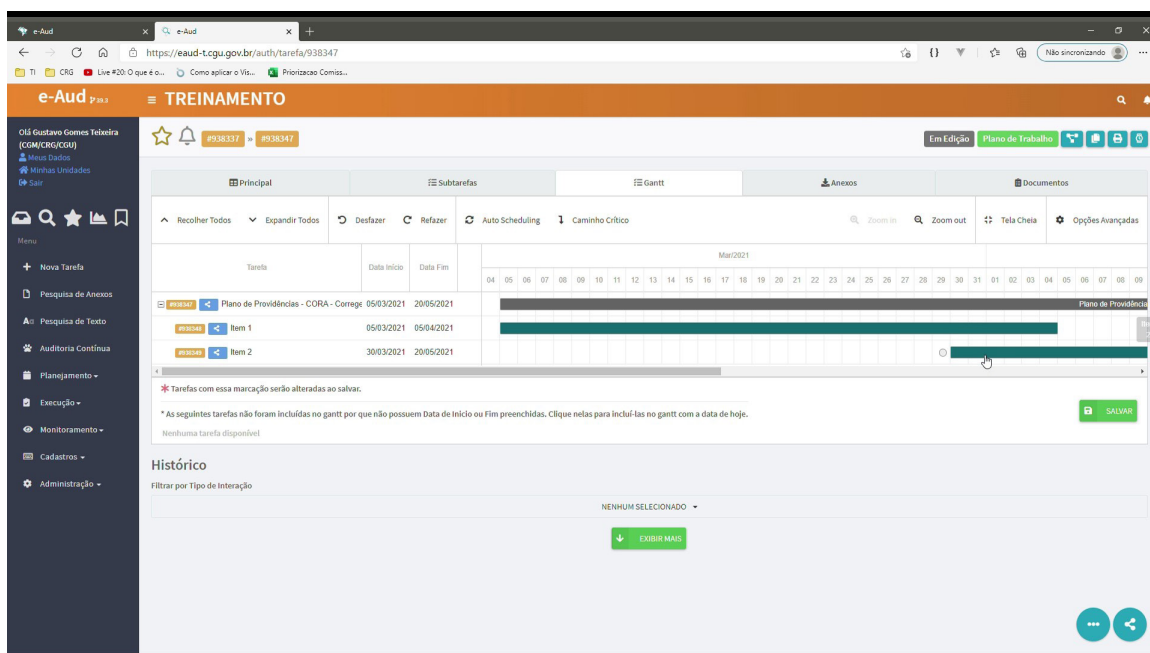 e-Aud
e-Aud
https://eaud-t.cgu.gov.br/auth/tarefa/938347
Não sincronizando
TI CRG Live #20: O que é o... Como aplicar o Vis... Priorizacao Comiss...
e-Aud
TREINAMENTO
Olá Gustavo Gomes Teixeira
(CGM/CRG/CGU)
Meus Dados
Minhas Unidades
Sair
Menu
Nova Tarefa
Pesquisa de Anexos
Pesquisa de Texto
Auditoria Contínua
Planejamento
Execução
Monitoramento
Cadastros
Administração
#938337 » #938347
Em Edição Plano de Trabalho
Principal Subtarefas Gantt Anexos Documentos
Recolher Todos Expandir Todos Desfazer Refazer Auto Scheduling Caminho Crítico Zoom in Zoom out Tela Cheia Opções Avançadas
Tarefa Data Início Data Fim Mar/2021
04 05 06 07 08 09 10 11 12 13 14 15 16 17 18 19 20 21 22 23 24 25 26 27 28 29 30 31 01 02 03 04 05 06 07 08 09
#938347 Plano de Providências - CORA - Correge 05/03/2021 20/05/2021 Plano de Providência
#938348 Item 1 05/03/2021 05/04/2021
#938349 Item 2 30/03/2021 20/05/2021
Tarefas com essa marcação serão alteradas ao salvar.
* As seguintes tarefas não foram incluídas no gantt por que não possuem Data de Inicio ou Fim preenchidas. Clique nelas para incluí-las no gantt com a data de hoje.
Nenhuma tarefa disponível
SALVAR
Histórico
Filtrar por Tipo de Interação
NENHUM SELECIONADO
EXIBIR MAIS